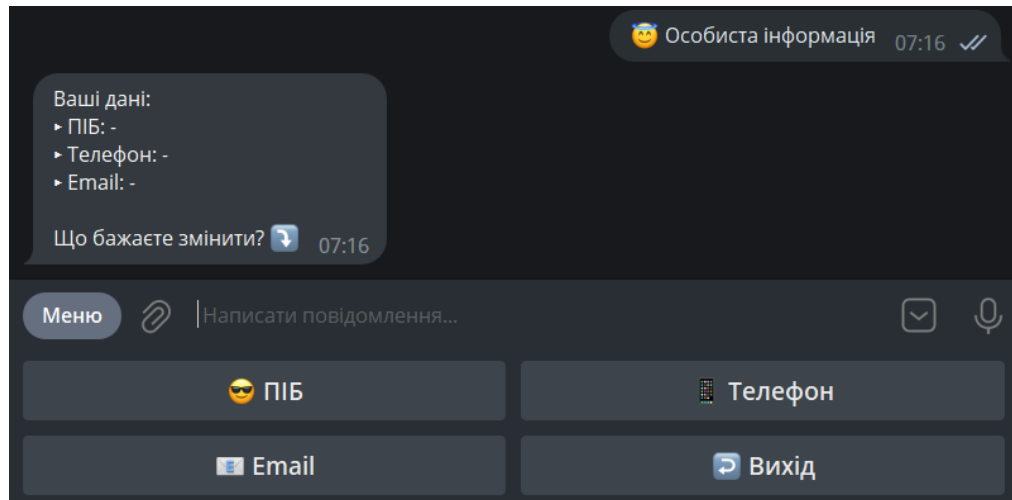 😇 Особиста інформація 07:16
Ваші дані:
‣ ПІБ: -
‣ Телефон: -
‣ Email: -
Що бажаєте змінити? ⤵️ 07:16
Меню Написати повідомлення...
😎 ПІБ 📱 Телефон
📧 Email ↩️ Вихід